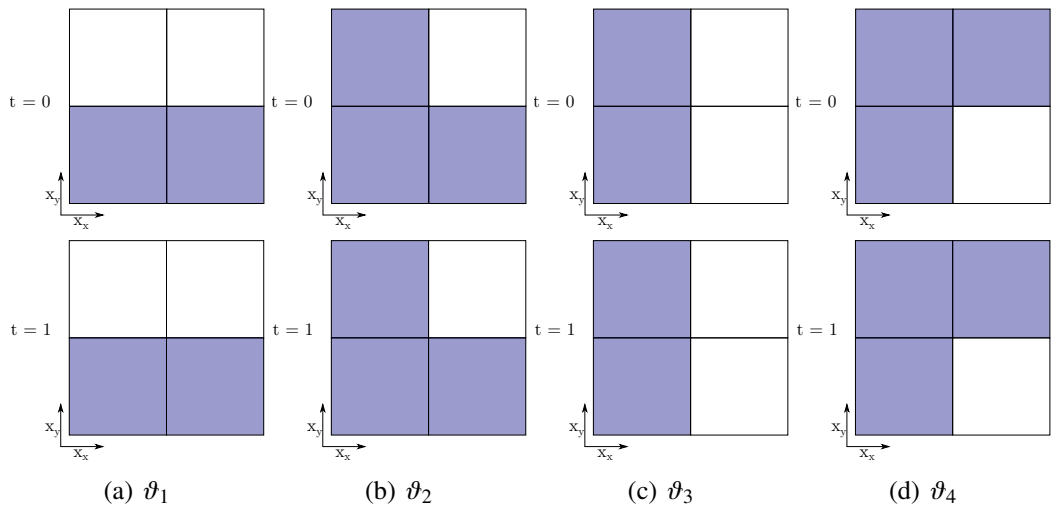 t = 0 t = 0 t = 0 t = 0
x_y x_y x_y x_y
x_x x_x x_x x_x
t = 1 t = 1 t = 1 t = 1
x_y x_y x_y x_y
x_x x_x x_x x_x
(a) ϑ₁ (b) ϑ₂ (c) ϑ₃ (d) ϑ₄